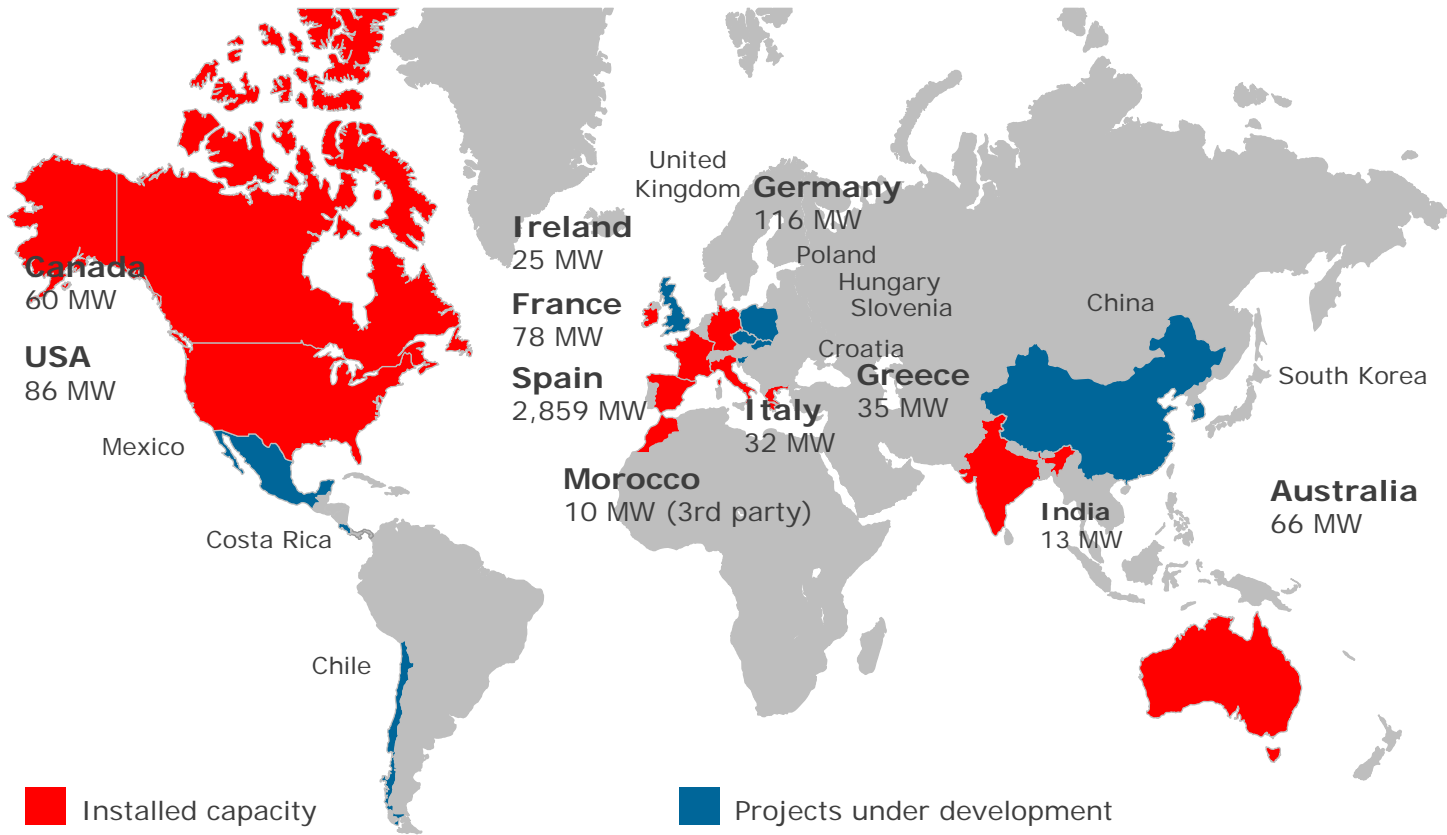 United
Kingdom
Germany
116 MW
Ireland
25 MW
Poland
Canada
60 MW
Hungary
Slovenia
France
78 MW
China
USA
86 MW
Croatia
Spain
2,859 MW
Greece
35 MW
South Korea
Italy
32 MW
Mexico
Morocco
10 MW (3rd party)
India
13 MW
Australia
66 MW
Costa Rica
Chile
Installed capacity
Projects under development